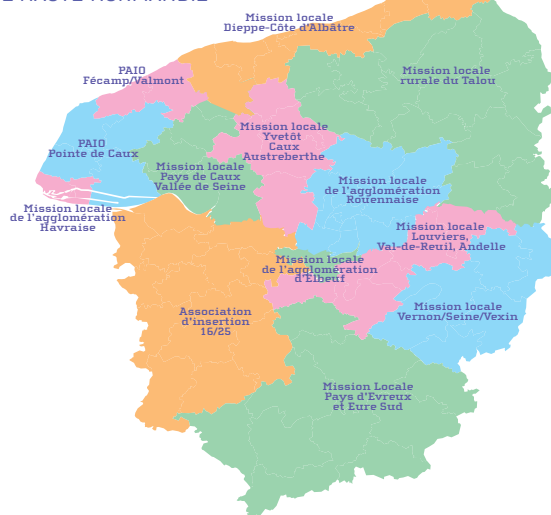 Mission locale
Dieppe-Côte d'Albâtre
PAIO
Fécamp/Valmont
Mission locale
rurale du Talou
Mission locale
Yvetôt
Caux
Austreberthe
PAIO
Pointe de Caux
Mission locale
Pays de Caux
Vallée de Seine
Mission locale
de l'agglomération
Rouennaise
Mission locale
de l'agglomération
Havraise
Mission locale
Louviers,
Val-de-Reuil, Andelle
Mission locale
de l'agglomération
d'Elbeuf
Association
d'insertion
16/25
Mission locale
Vernon/Seine/Vexin
Mission Locale
Pays d'Evreux
et Eure Sud